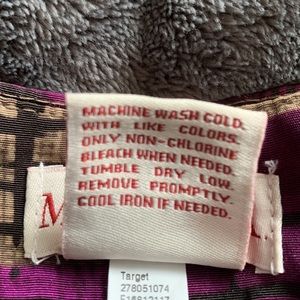 MACHINE WASH COLD.
WITH LIKE COLORS.
ONLY NON-CHLORINE
BLEACH WHEN NEEDED.
TUMBLE DRY LOW.
REMOVE PROMPTLY.
COOL IRON IF NEEDED.
Target
278051074